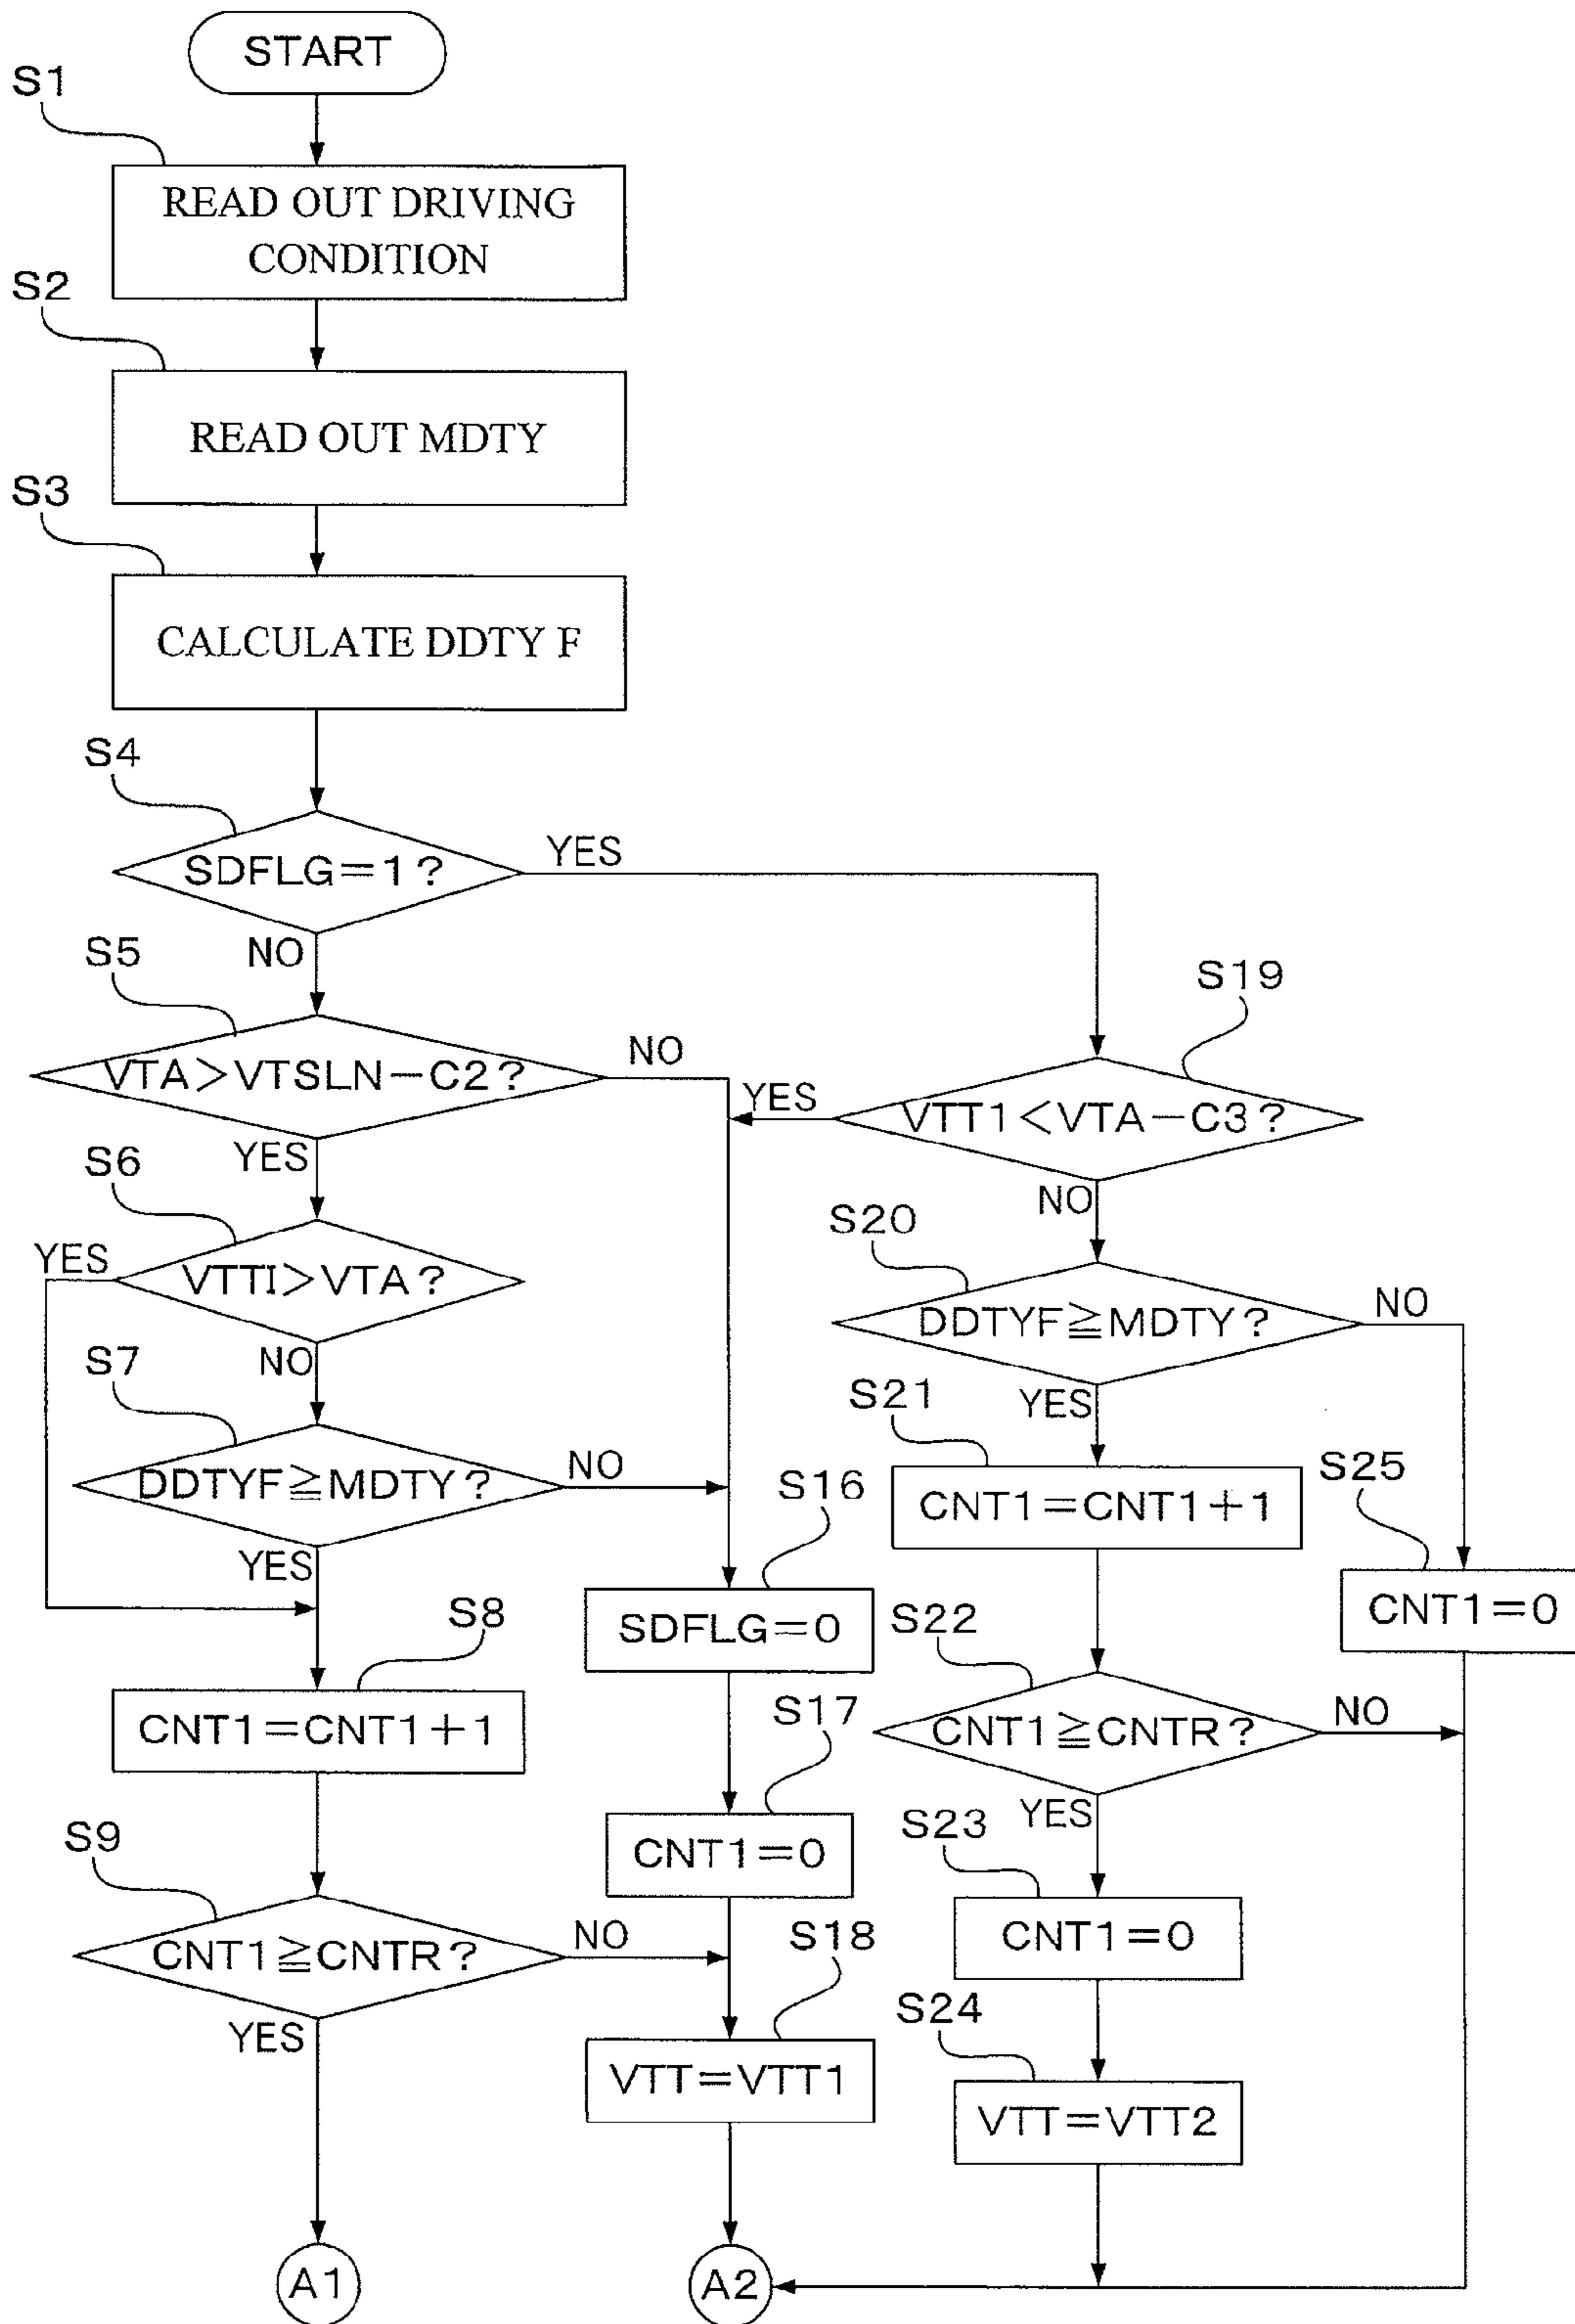 START
S1
READ OUT DRIVING
CONDITION
S2
READ OUT MDTY
S3
CALCULATE DDTY F
S4
SDFLG=1?
YES
NO
S5
VTA>VTSLN-C2?
NO
YES
S6
VTTI>VTA?
YES
NO
S7
DDTYF≧MDTY?
NO
YES
S8
CNT1=CNT1+1
S9
CNT1≧CNTR?
NO
YES
A1
S16
SDFLG=0
S17
CNT1=0
S18
VTT=VTT1
A2
S19
VTT1<VTA-C3?
YES
NO
S20
DDTYF≧MDTY?
NO
YES
S21
CNT1=CNT1+1
S22
CNT1≧CNTR?
NO
YES
S23
CNT1=0
S24
VTT=VTT2
S25
CNT1=0